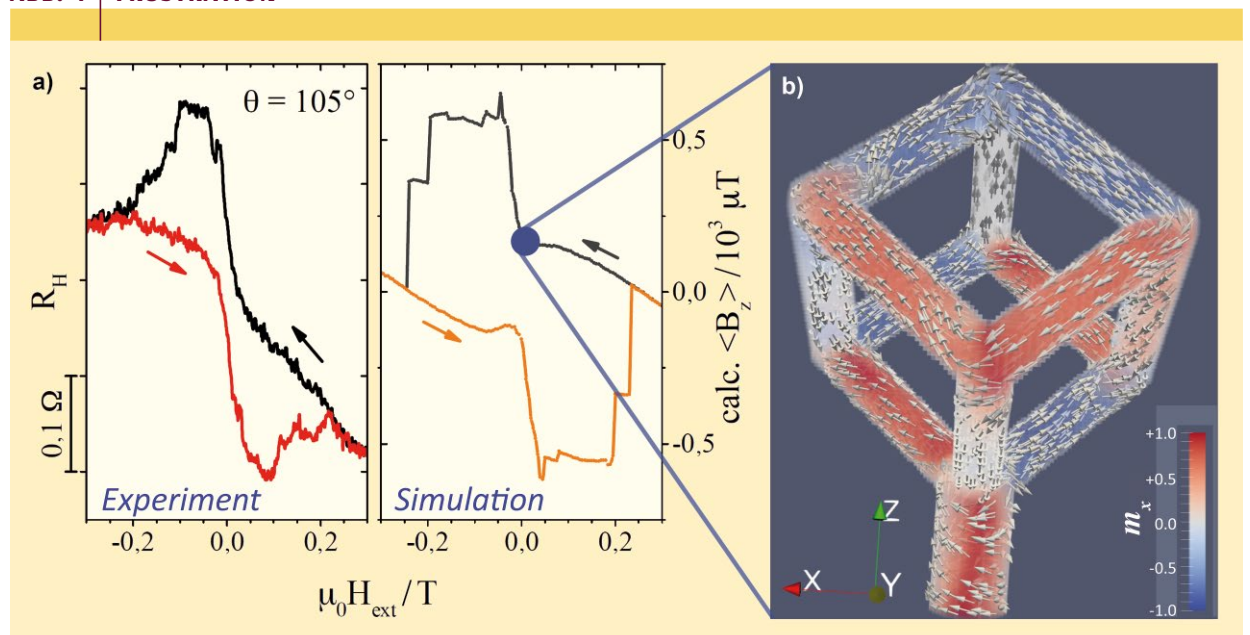 a)
θ = 105°
R_H
0,1 Ω
Experiment
-0,2
0,0
0,2
Simulation
-0,2
0,0
0,2
μ₀H_ext/T
0,5
0,0
-0,5
calc. <B_z>/10³ μT
b)
Z
X
Y
m_x
+1.0
+0.5
0.0
-0.5
-1.0